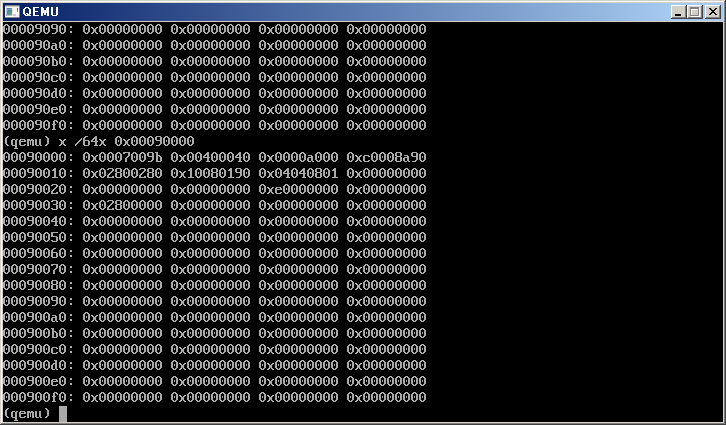 QEMU
00009090: 0x00000000 0x00000000 0x00000000 0x00000000
000090a0: 0x00000000 0x00000000 0x00000000 0x00000000
000090b0: 0x00000000 0x00000000 0x00000000 0x00000000
000090c0: 0x00000000 0x00000000 0x00000000 0x00000000
000090d0: 0x00000000 0x00000000 0x00000000 0x00000000
000090e0: 0x00000000 0x00000000 0x00000000 0x00000000
000090f0: 0x00000000 0x00000000 0x00000000 0x00000000
(qemu) x /64x 0x00090000
00090000: 0x0007009b 0x00400040 0x0000a000 0xc0008a90
00090010: 0x02800280 0x10080190 0x04040801 0x00000000
00090020: 0x00000000 0x00000000 0xe0000000 0x00000000
00090030: 0x02800000 0x00000000 0x00000000 0x00000000
00090040: 0x00000000 0x00000000 0x00000000 0x00000000
00090050: 0x00000000 0x00000000 0x00000000 0x00000000
00090060: 0x00000000 0x00000000 0x00000000 0x00000000
00090070: 0x00000000 0x00000000 0x00000000 0x00000000
00090080: 0x00000000 0x00000000 0x00000000 0x00000000
00090090: 0x00000000 0x00000000 0x00000000 0x00000000
000900a0: 0x00000000 0x00000000 0x00000000 0x00000000
000900b0: 0x00000000 0x00000000 0x00000000 0x00000000
000900c0: 0x00000000 0x00000000 0x00000000 0x00000000
000900d0: 0x00000000 0x00000000 0x00000000 0x00000000
000900e0: 0x00000000 0x00000000 0x00000000 0x00000000
000900f0: 0x00000000 0x00000000 0x00000000 0x00000000
(qemu)